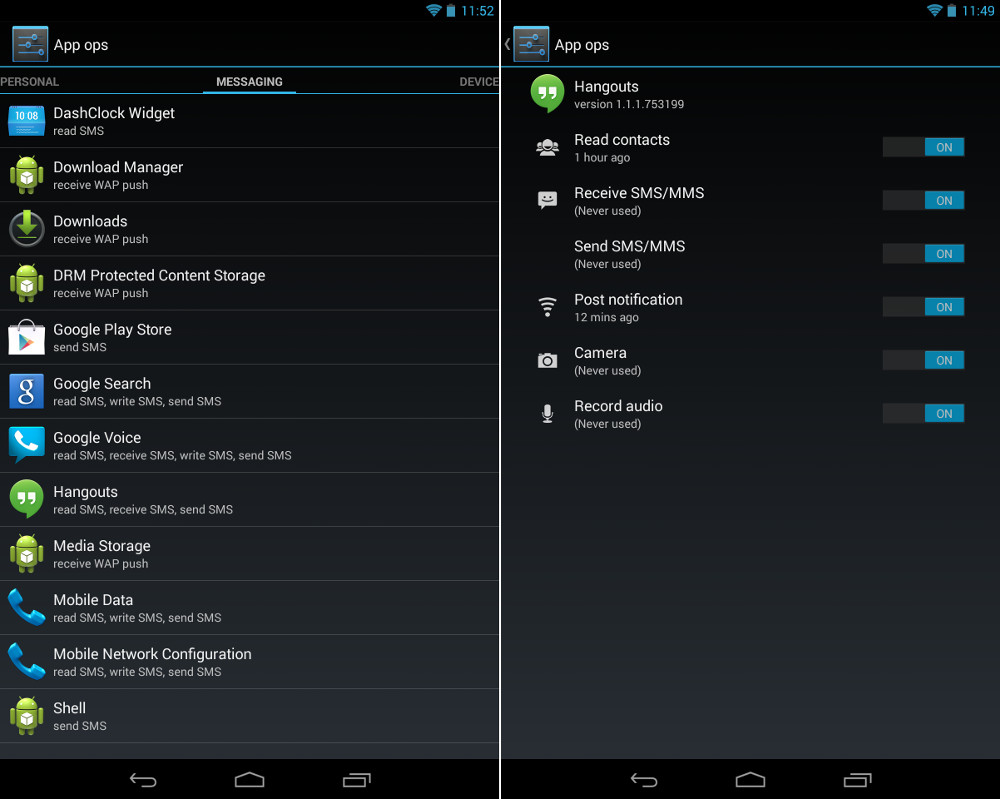 11:52
App ops
PERSONAL
MESSAGING
DEVICE
10 08
DashClock Widget
read SMS
Download Manager
receive WAP push
Downloads
receive WAP push
DRM Protected Content Storage
receive WAP push
Google Play Store
send SMS
g
Google Search
read SMS, write SMS, send SMS
Google Voice
read SMS, receive SMS, write SMS, send SMS
Hangouts
read SMS, receive SMS, send SMS
Media Storage
receive WAP push
Mobile Data
read SMS, write SMS, send SMS
Mobile Network Configuration
read SMS, write SMS, send SMS
Shell
send SMS
11:49
App ops
Hangouts
version 1.1.1.753199
Read contacts
1 hour ago
ON
Receive SMS/MMS
(Never used)
ON
Send SMS/MMS
(Never used)
ON
Post notification
12 mins ago
ON
Camera
(Never used)
ON
Record audio
(Never used)
ON